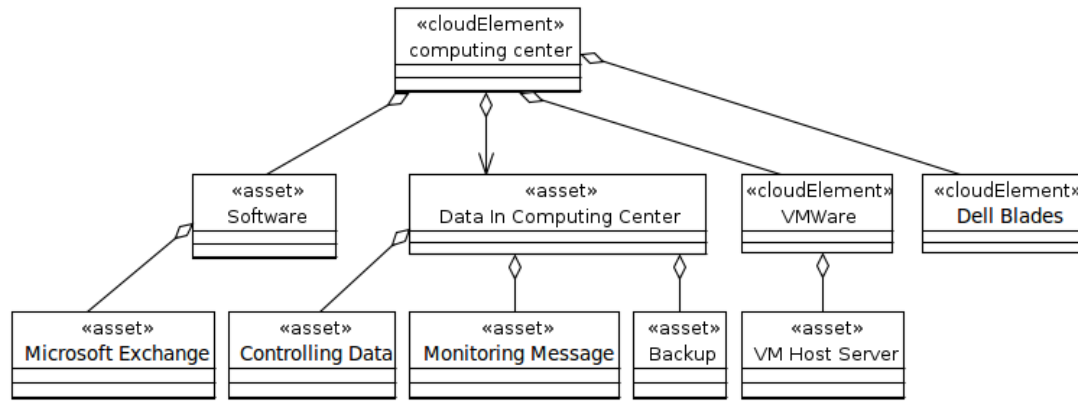 «cloudElement»
computing center
«asset»
Software
«asset»
Data In Computing Center
«cloudElement»
VMWare
«cloudElement»
Dell Blades
«asset»
Microsoft Exchange
«asset»
Controlling Data
«asset»
Monitoring Message
«asset»
Backup
«asset»
VM Host Server